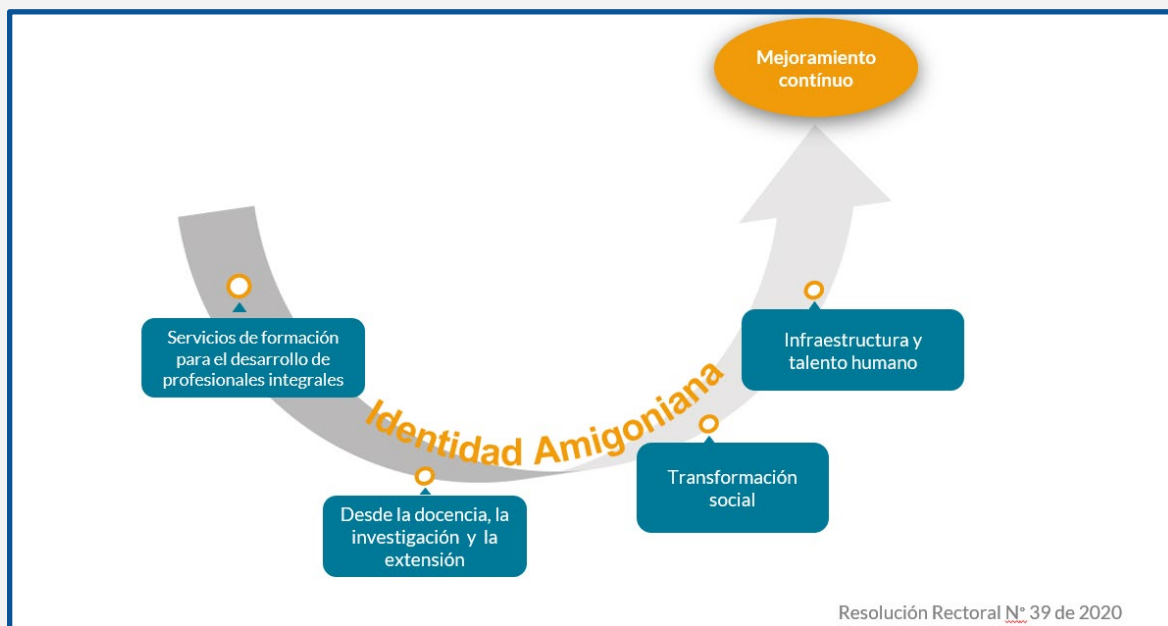 Mejoramiento
contínuo
Servicios de formación
para el desarrollo de
profesionales integrales
Identidad Amigoniana
Desde la docencia, la
investigación y la
extensión
Transformación
social
Infraestructura y
talento humano
Resolución Rectoral N° 39 de 2020